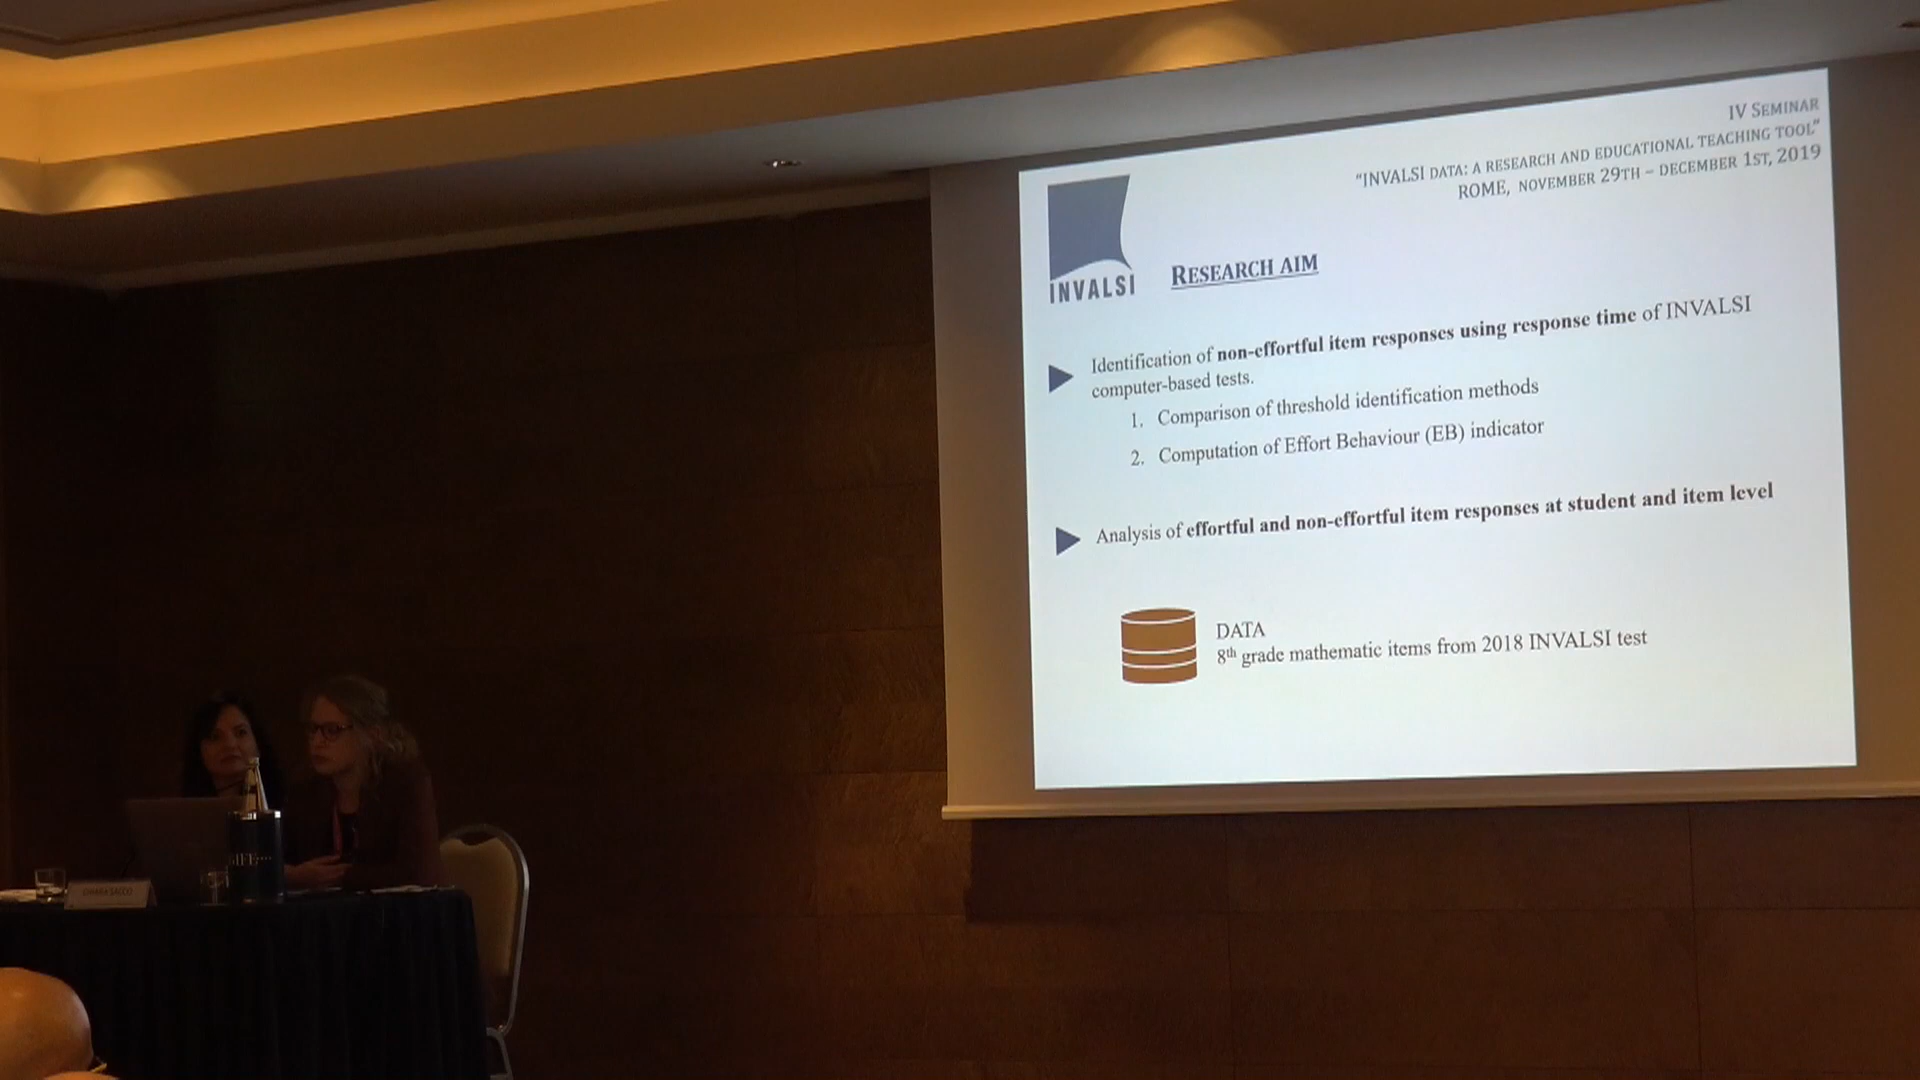 IV SEMINAR
"INVALSI DATA: A RESEARCH AND EDUCATIONAL TEACHING TOOL"
ROME, NOVEMBER 29TH – DECEMBER 1ST, 2019
INVALSI
RESEARCH AIM
Identification of non-effortful item responses using response time of INVALSI
computer-based tests.
1. Comparison of threshold identification methods
2. Computation of Effort Behaviour (EB) indicator
Analysis of effortful and non-effortful item responses at student and item level
DATA
8th grade mathematic items from 2018 INVALSI test
CHIARA SACCO